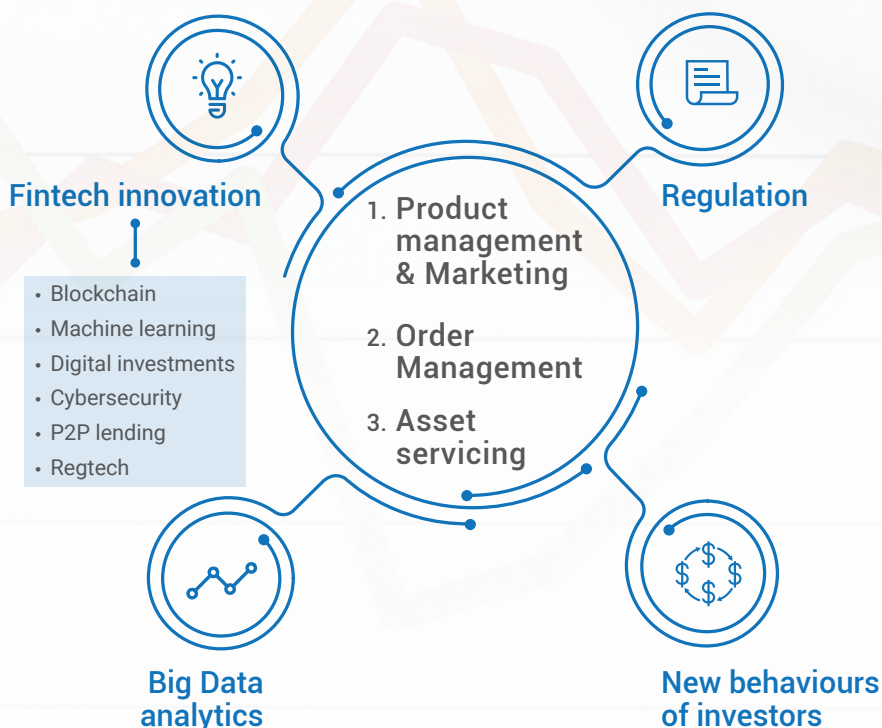 Fintech innovation
• Blockchain
• Machine learning
• Digital investments
• Cybersecurity
• P2P lending
• Regtech
Regulation
1. Product
management
& Marketing
2. Order
Management
3. Asset
servicing
Big Data
analytics
New behaviours
of investors